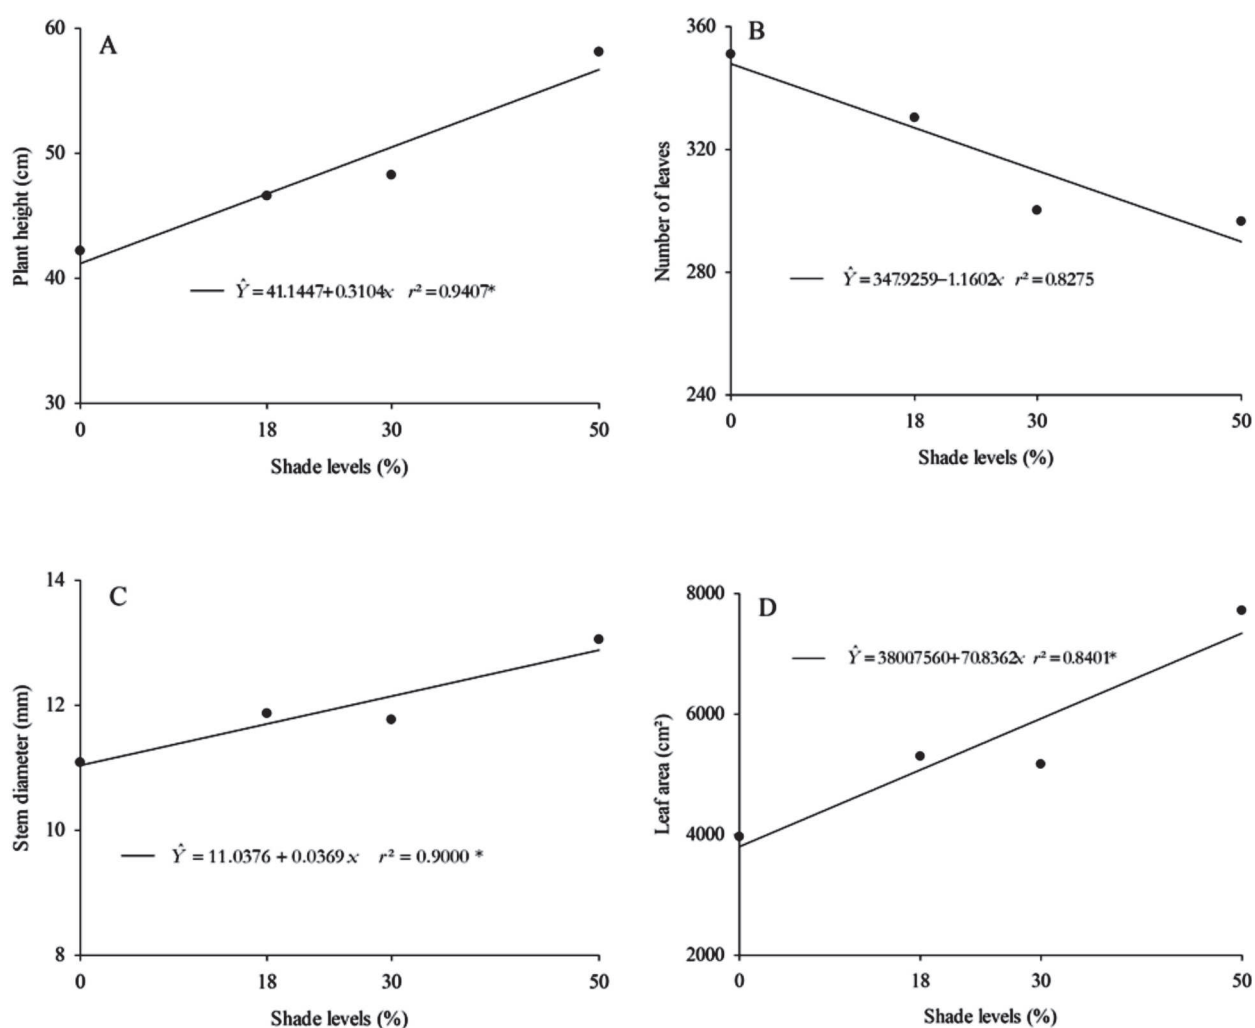 A
Plant height (cm)
60
50
40
30
0 18 30 50
Shade levels (%)
Ŷ=41.1447+0.3104x r²=0.9407*
B
Number of leaves
360
320
280
240
0 18 30 50
Shade levels (%)
Ŷ=347.9259–1.1602x r²=0.8275
C
Stem diameter (mm)
14
12
10
8
0 18 30 50
Shade levels (%)
Ŷ = 11.0376 + 0.0369x r² = 0.9000 *
D
Leaf area (cm²)
8000
6000
4000
2000
0 18 30 50
Shade levels (%)
Ŷ=3800.7560+70.8362x r²=0.8401*